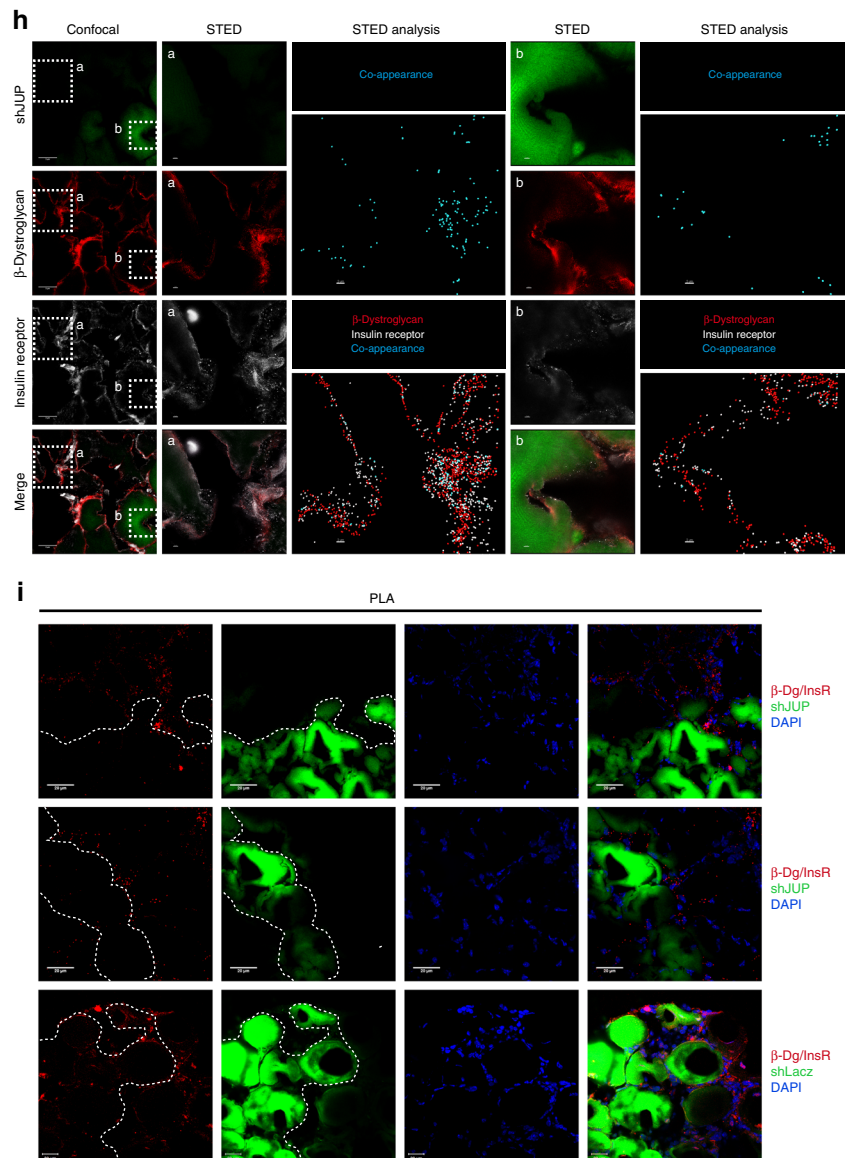 h
Confocal STED STED analysis STED STED analysis
shJUP
a
b
a
Co-appearance
b
Co-appearance
β-Dystroglycan
a
b
a
b
Insulin receptor
a
b
a
β-Dystroglycan
Insulin receptor
Co-appearance
b
β-Dystroglycan
Insulin receptor
Co-appearance
Merge
a
b
a
b
i
PLA
β-Dg/InsR
shJUP
DAPI
20 μm 20 μm 20 μm 20 μm
β-Dg/InsR
shJUP
DAPI
20 μm 20 μm 20 μm 20 μm
β-Dg/InsR
shLacz
DAPI